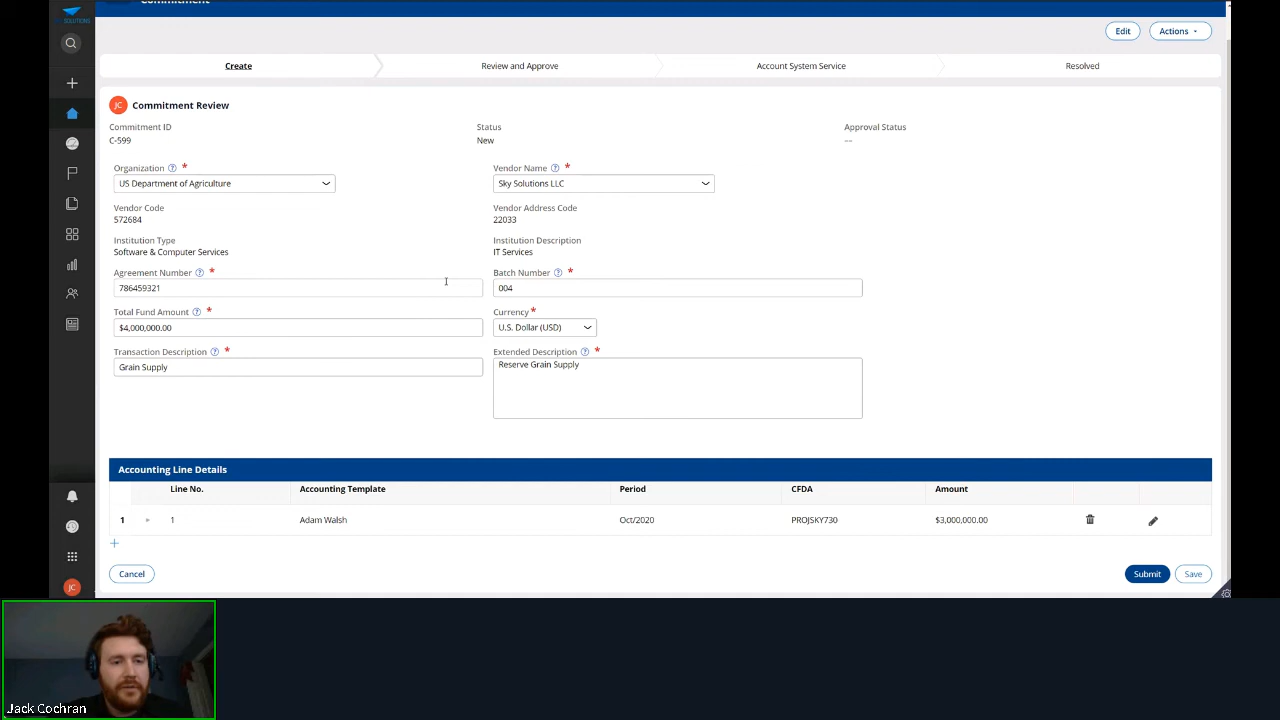 Commitment
SOLUTIONS
Edit
Actions
Create
Review and Approve
Account System Service
Resolved
JC
Commitment Review
Commitment ID
Status
Approval Status
C-599
New
––
Organization ? *
Vendor Name ? *
US Department of Agriculture
Sky Solutions LLC
Vendor Code
Vendor Address Code
572684
22033
Institution Type
Institution Description
Software & Computer Services
IT Services
Agreement Number ? *
Batch Number ? *
786459321
004
Total Fund Amount ? *
Currency *
$4,000,000.00
U.S. Dollar (USD)
Transaction Description ? *
Extended Description ? *
Grain Supply
Reserve Grain Supply
Accounting Line Details
Line No.
Accounting Template
Period
CFDA
Amount
1
1
Adam Walsh
Oct/2020
PROJSKY730
$3,000,000.00
Cancel
Submit
Save
JC
Jack Cochran